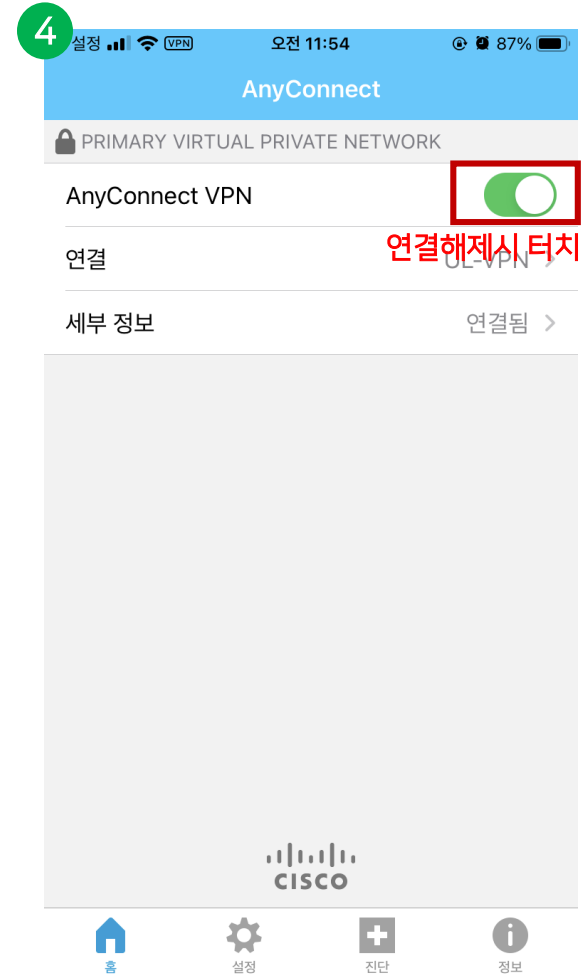 4
설정 VPN 오전 11:54 87%
AnyConnect
PRIMARY VIRTUAL PRIVATE NETWORK
AnyConnect VPN
연결해제시 터치
연결 UL-VPN
세부 정보 연결됨
CISCO
홈 설정 진단 정보